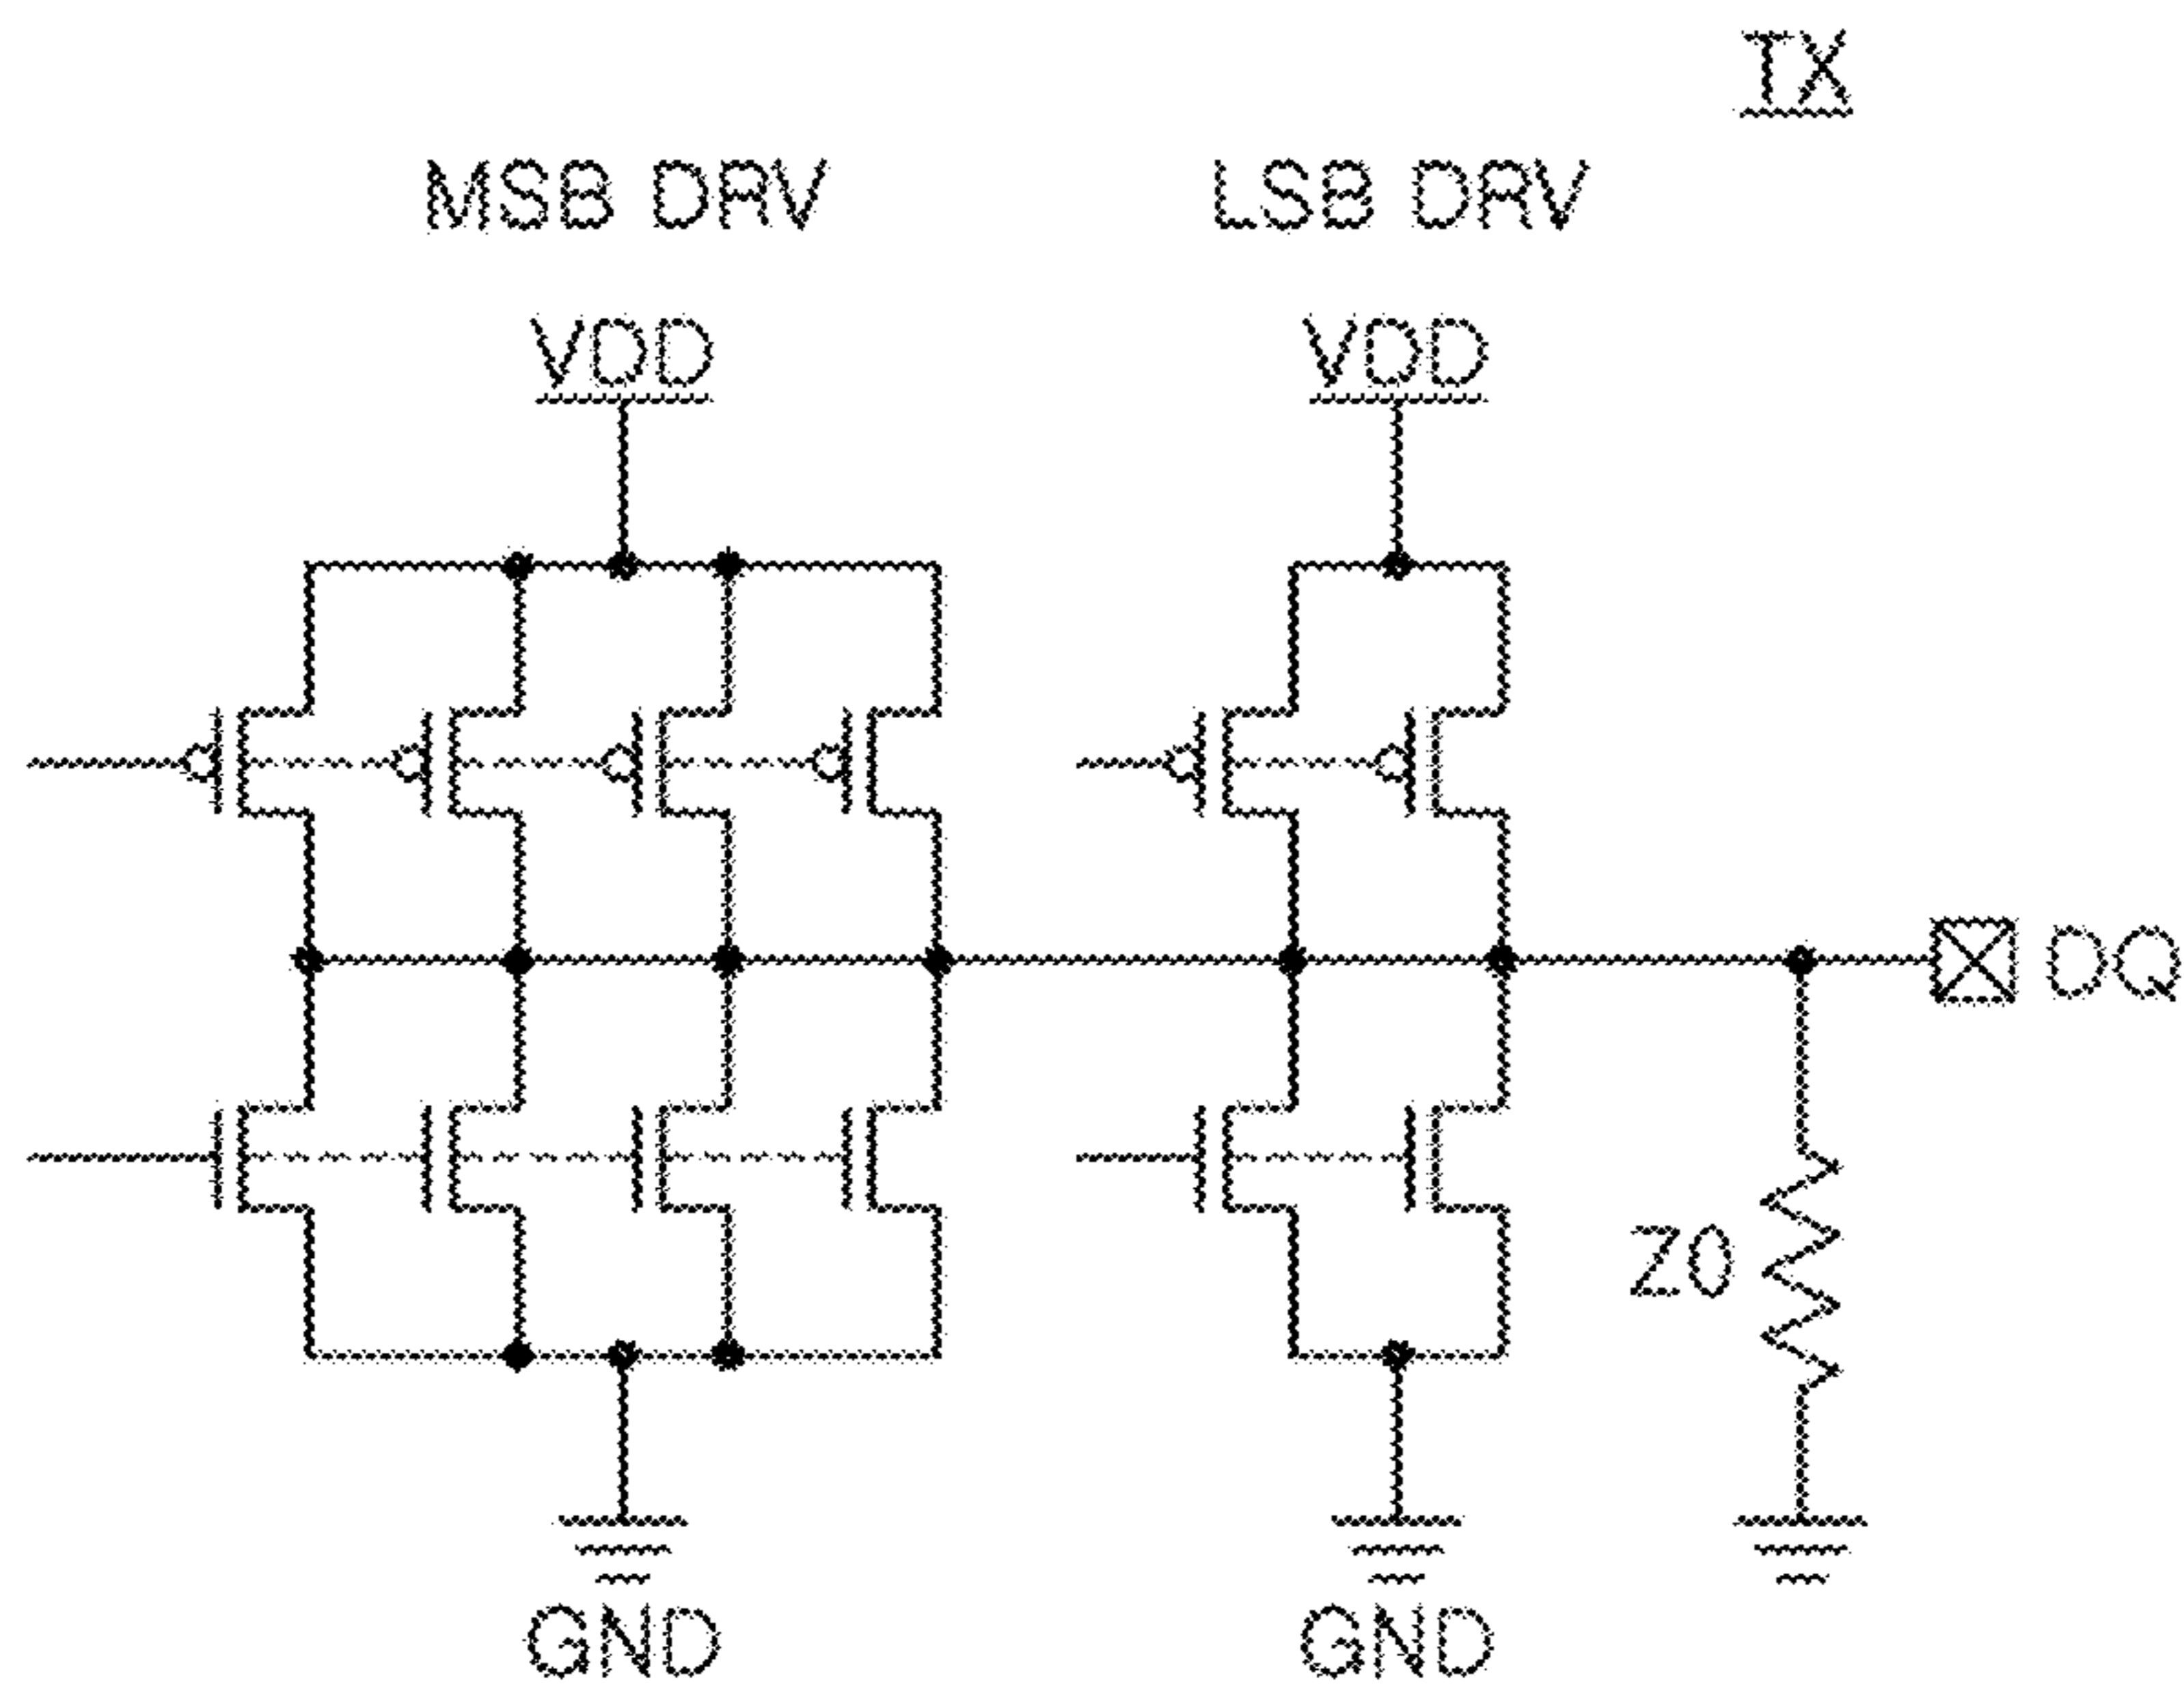 TX
MSB DRV LSB DRV
VDD VDD
DQ
Z0
GND GND